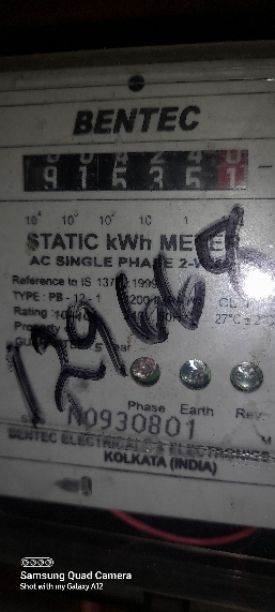 BENTEC
91535 1
10⁴ 10³ 10² 10 1
STATIC kWh METER
AC SINGLE PHASE 2-W
Reference to IS 13779 1999
TYPE : PB - 12 - 1
Rating
27°C
129669
Phase Earth Rev
N0930801
BENTEC ELECTRICALS & ELECTRONICS
KOLKATA (INDIA)
Samsung Quad Camera
Shot with my Galaxy A12